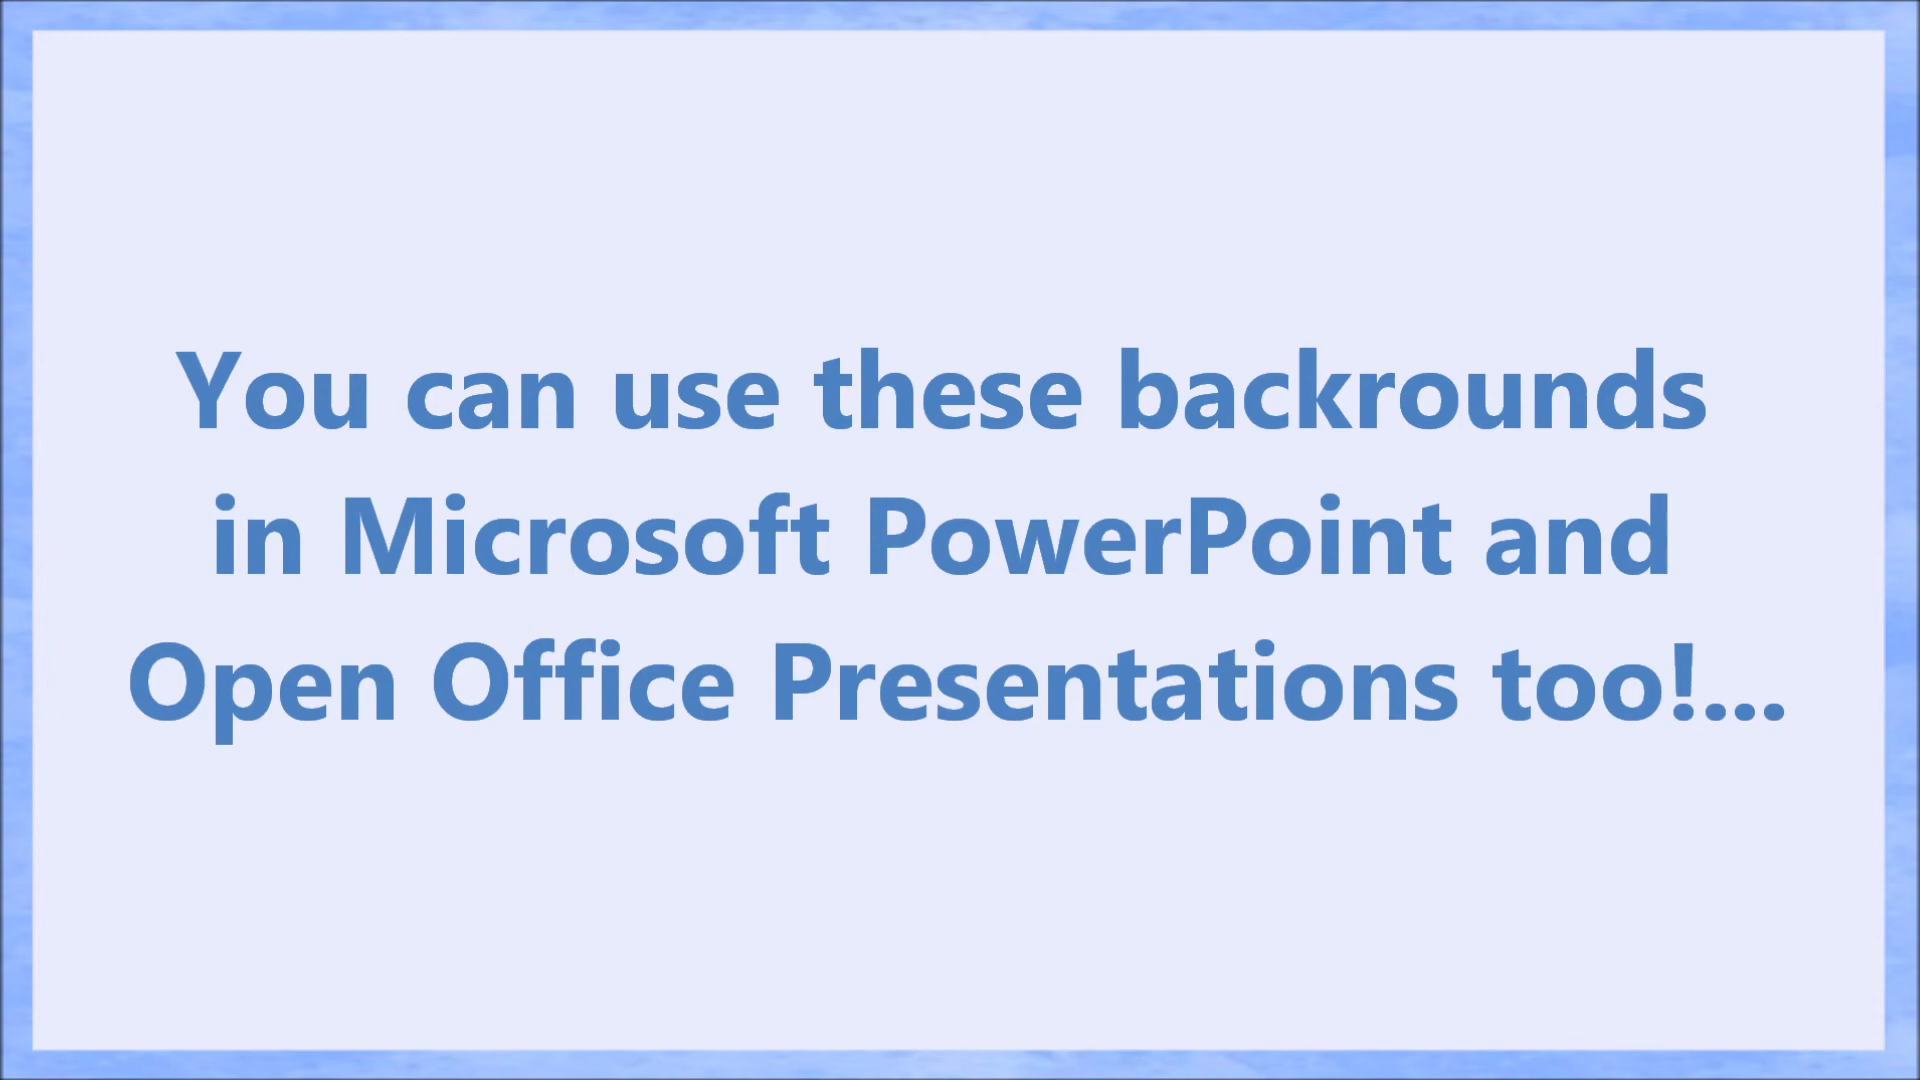 You can use these backrounds
in Microsoft PowerPoint and
Open Office Presentations too!...